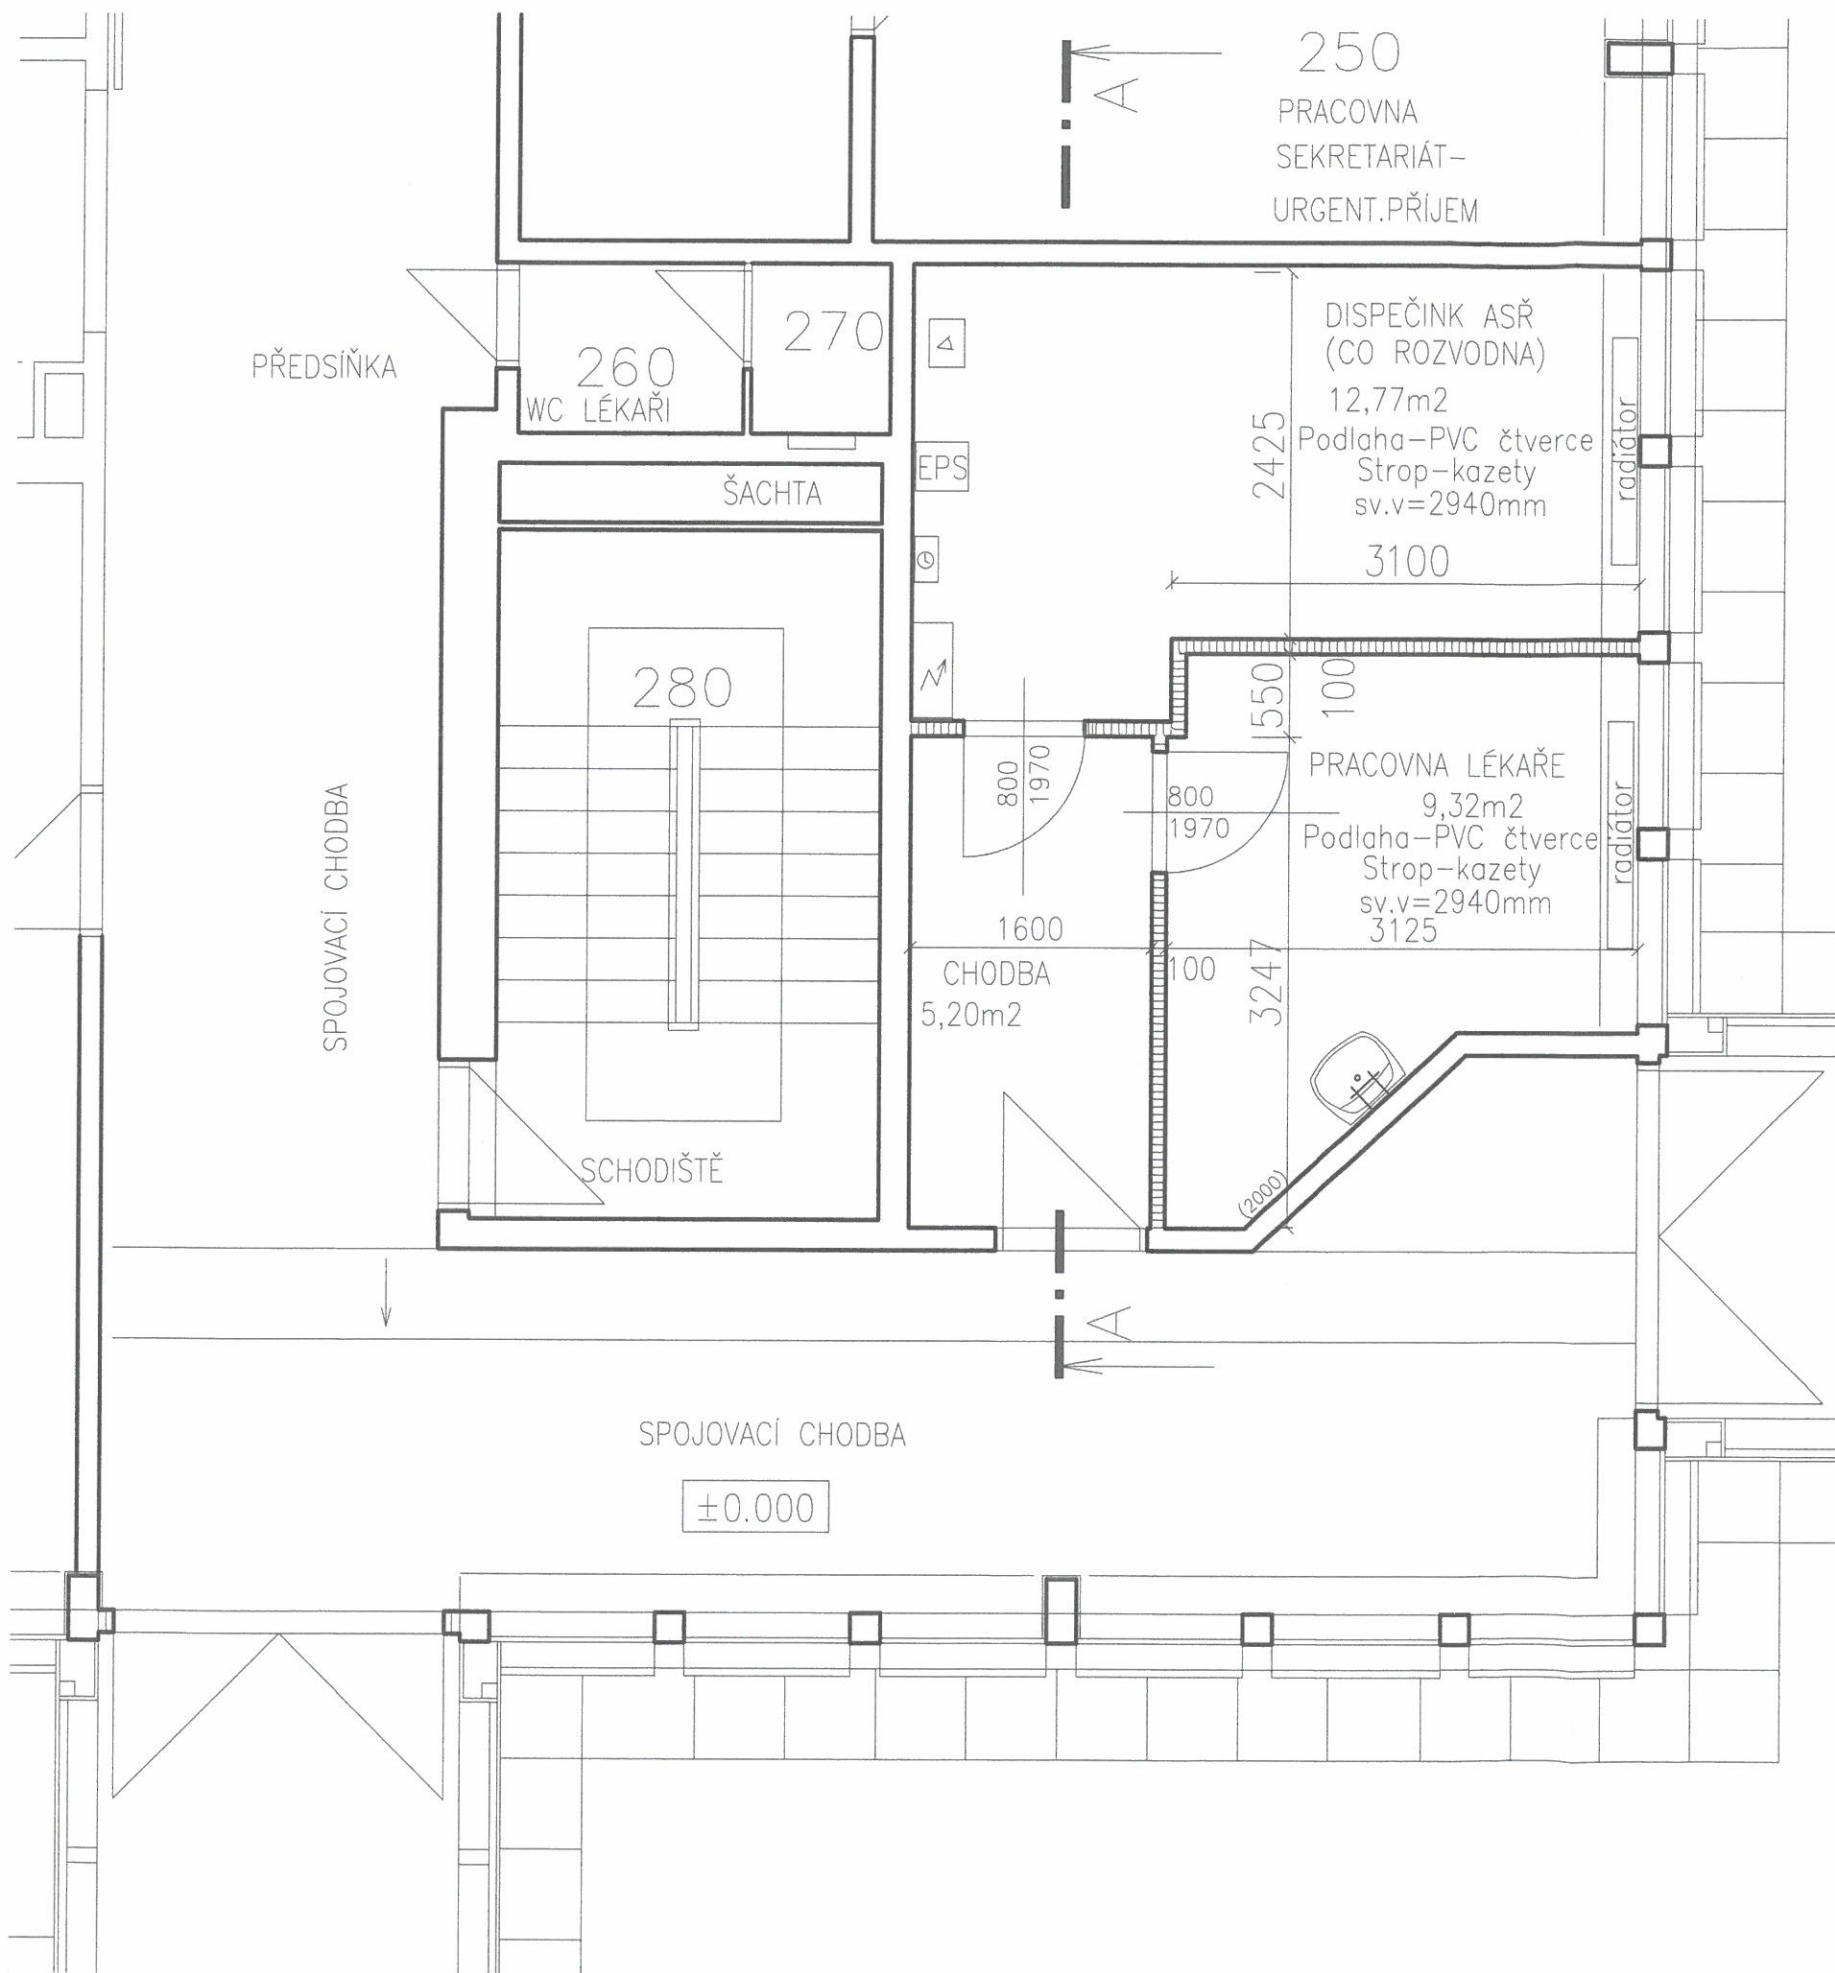 250
PRACOVNA
SEKRETARIÁT-
URGENT.PŘÍJEM
A
PŘEDSÍŇKA
260
WC LÉKAŘI
270
DISPEČINK ASŘ
(CO ROZVODNA)
12,77m2
Podlaha-PVC čtverce
Strop-kazety
sv.v=2940mm
radiátor
2425
3100
EPS
ŠACHTA
280
550
100
800
1970
800
1970
PRACOVNA LÉKAŘE
9,32m2
Podlaha-PVC čtverce
Strop-kazety
sv.v=2940mm
3125
radiátor
SPOJOVACÍ CHODBA
1600
CHODBA
5,20m2
100
3247
SCHODIŠTĚ
(2000)
A
SPOJOVACÍ CHODBA
±0.000